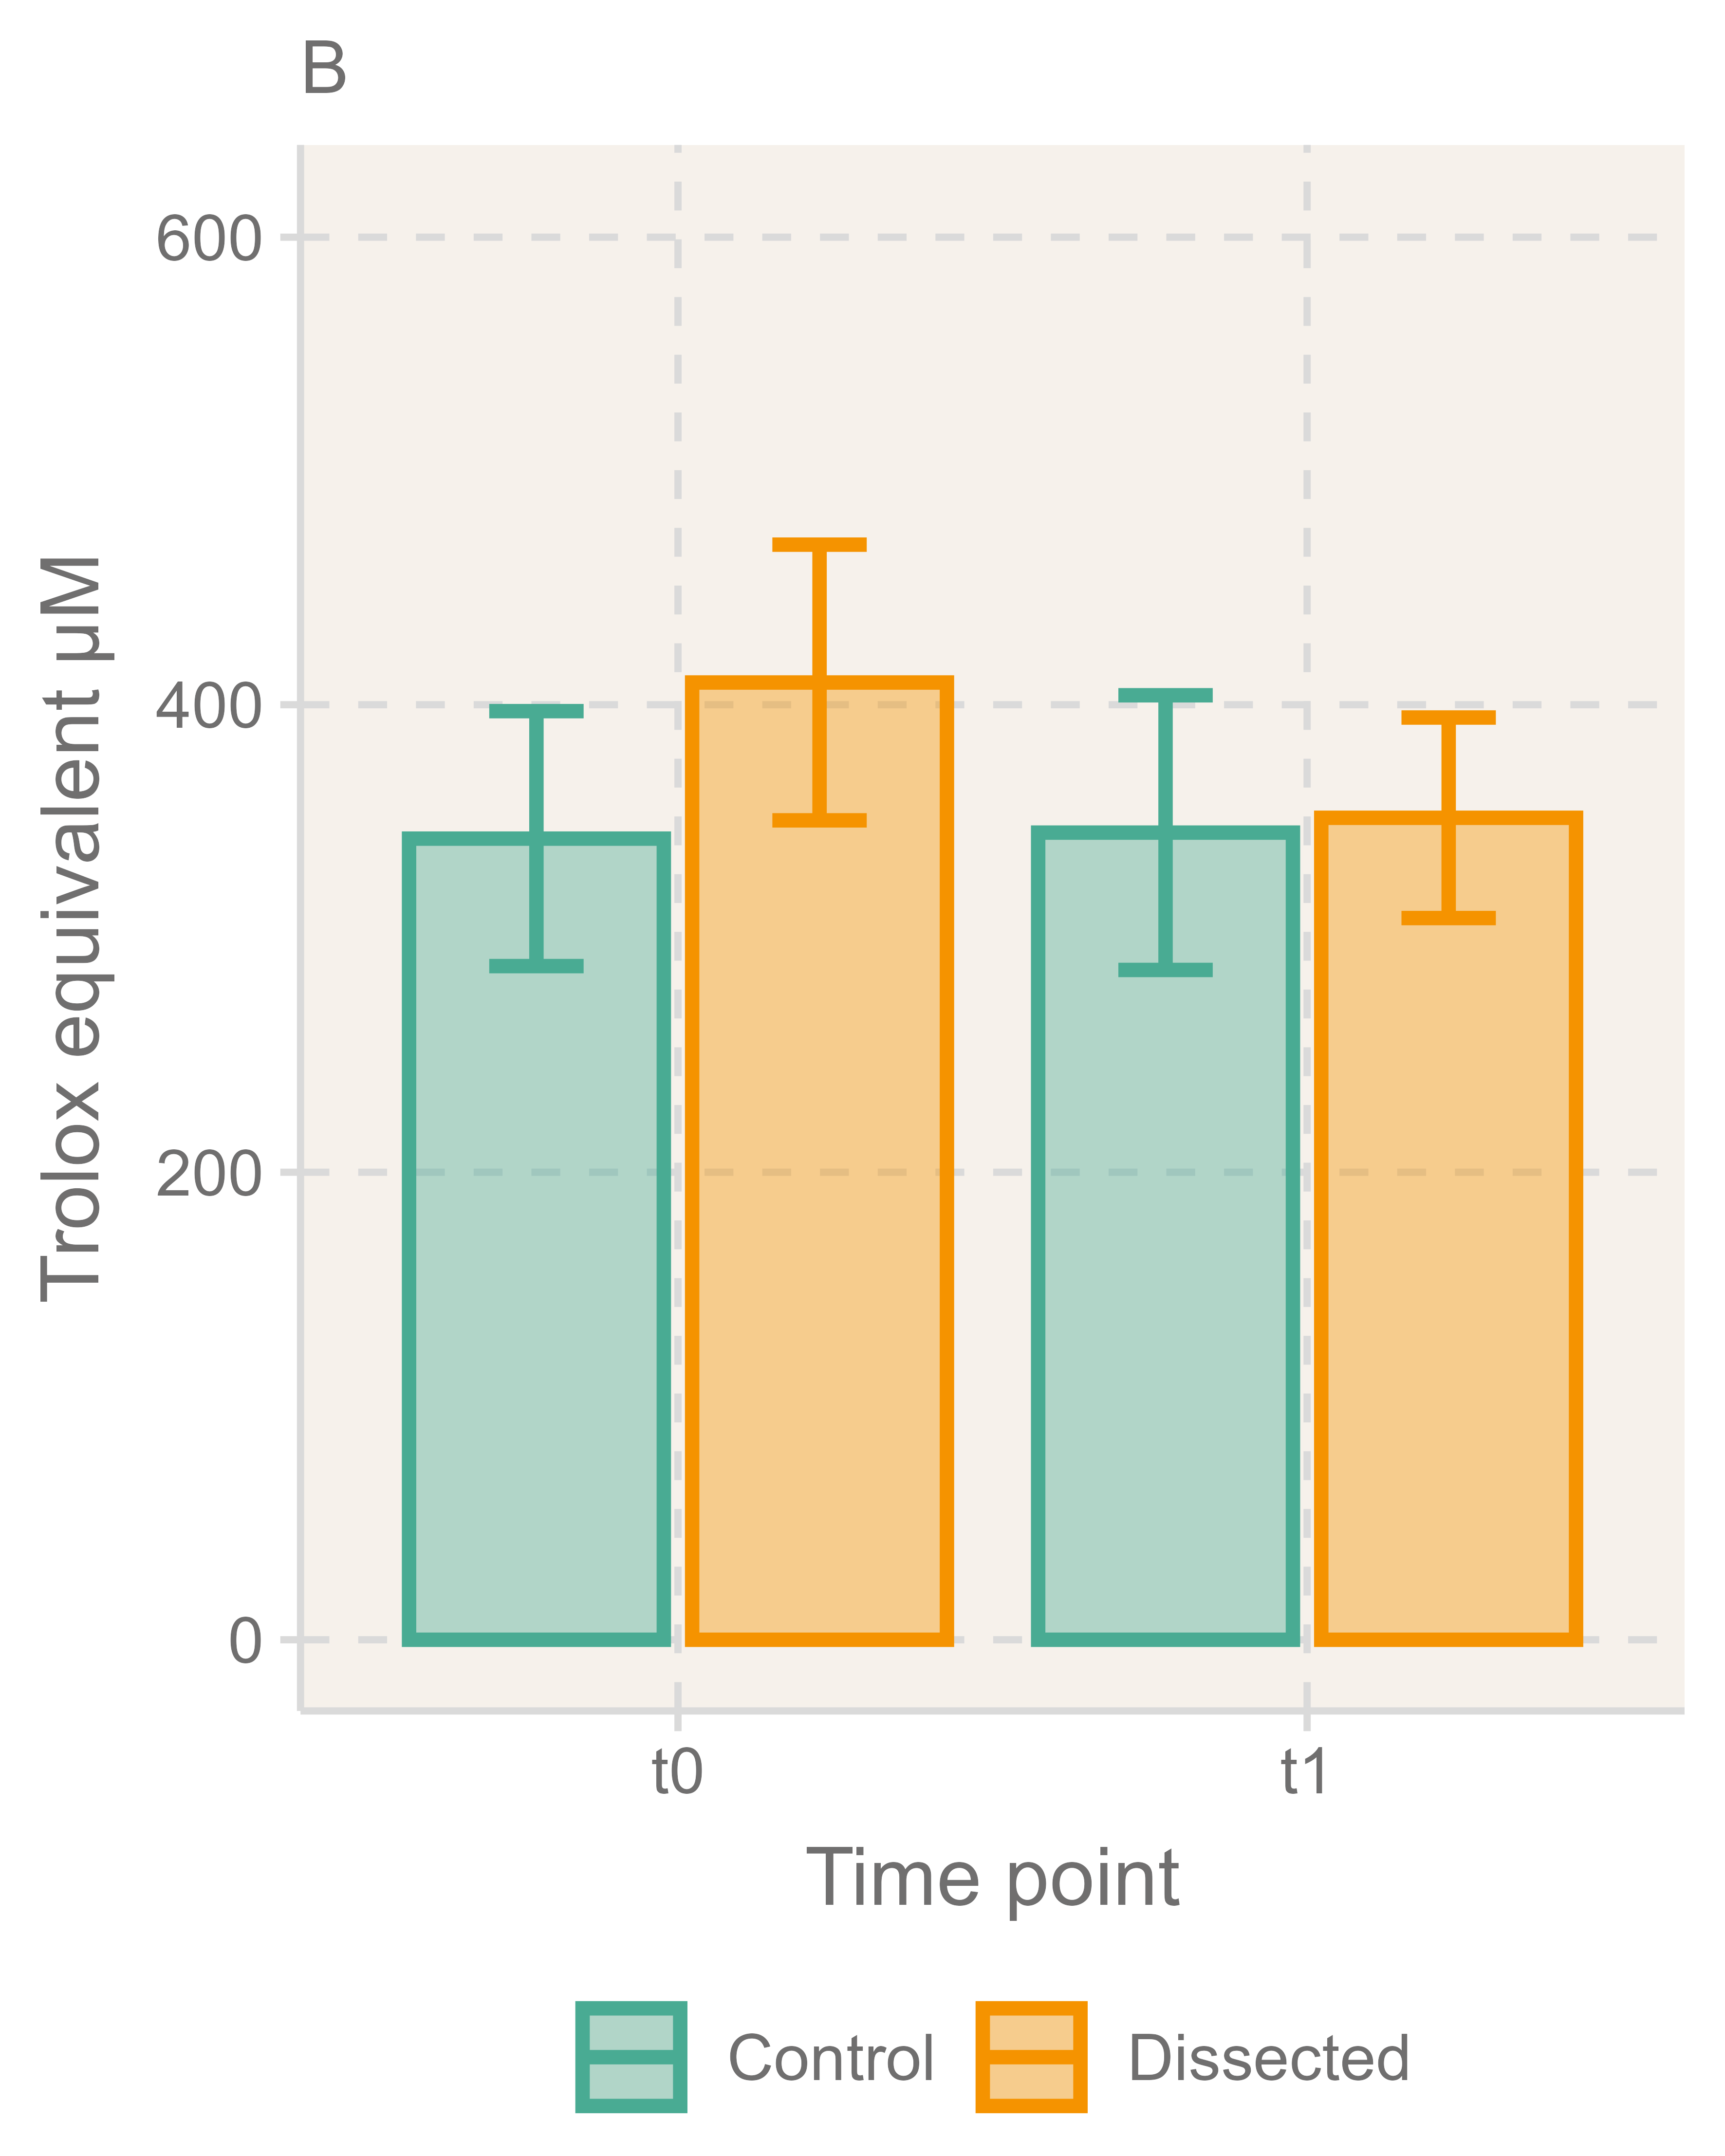 B
Trolox equivalent µM
600
400
200
0
t0 t1
Time point
Control Dissected